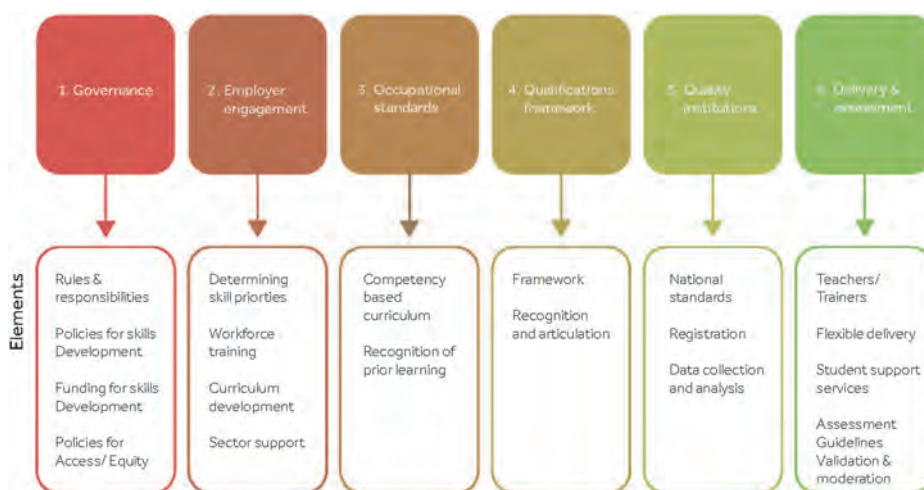 1. Governance
2. Employer
engagement
3. Occupational
standards
4. Qualifications
framework
5. Quality
institutions
6. Delivery &
assessment
Elements
Rules &
responsibilities
Policies for skills
Development
Funding for skills
Development
Policies for
Access/ Equity
Determining
skill priorties
Workforce
training
Curriculum
development
Sector support
Competency
based
curriculum
Recognition of
prior learning
Framework
Recognition
and articulation
National
standards
Registration
Data collection
and analysis
Teachers/
Trainers
Flexible delivery
Student support
services
Assessment
Guidelines
Validation &
moderation